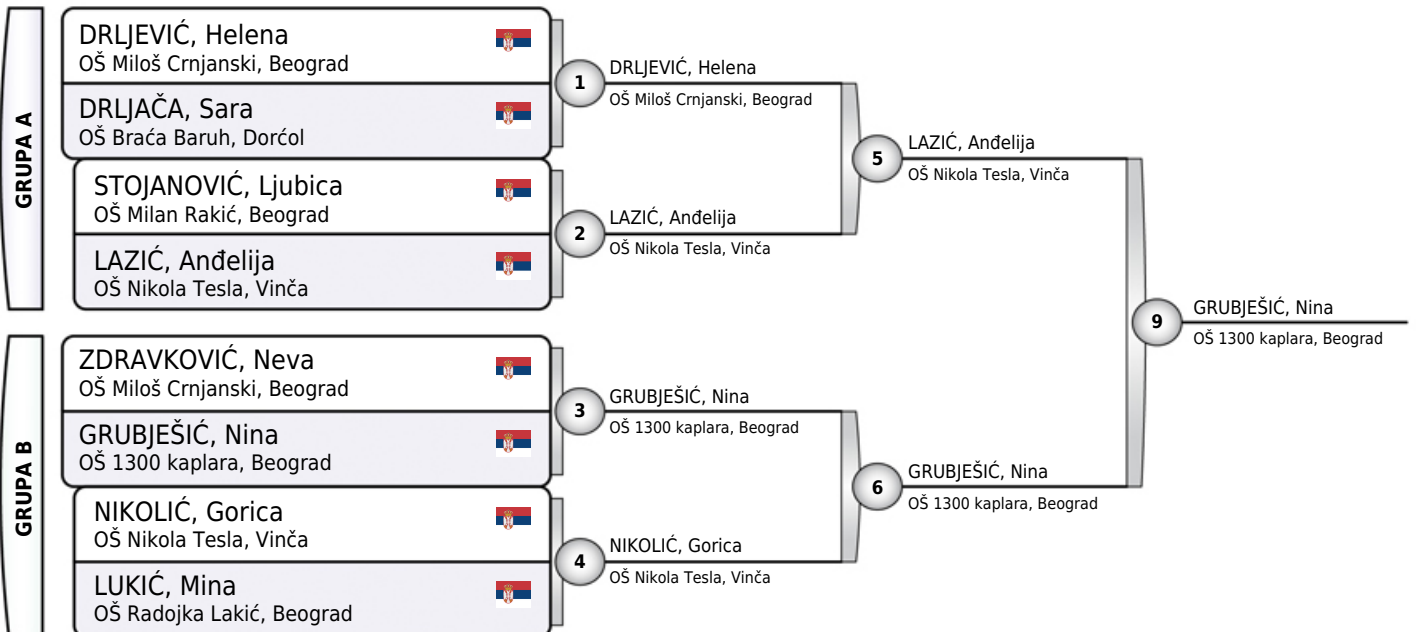 GRUPA A
DRLJEVIĆ, Helena
OŠ Miloš Crnjanski, Beograd
DRLJAČA, Sara
OŠ Braća Baruh, Dorćol
STOJANOVIĆ, Ljubica
OŠ Milan Rakić, Beograd
LAZIĆ, Anđelija
OŠ Nikola Tesla, Vinča
GRUPA B
ZDRAVKOVIĆ, Neva
OŠ Miloš Crnjanski, Beograd
GRUBJEŠIĆ, Nina
OŠ 1300 kaplara, Beograd
NIKOLIĆ, Gorica
OŠ Nikola Tesla, Vinča
LUKIĆ, Mina
OŠ Radojka Lakić, Beograd
1
DRLJEVIĆ, Helena
OŠ Miloš Crnjanski, Beograd
2
LAZIĆ, Anđelija
OŠ Nikola Tesla, Vinča
3
GRUBJEŠIĆ, Nina
OŠ 1300 kaplara, Beograd
4
NIKOLIĆ, Gorica
OŠ Nikola Tesla, Vinča
5
LAZIĆ, Anđelija
OŠ Nikola Tesla, Vinča
6
GRUBJEŠIĆ, Nina
OŠ 1300 kaplara, Beograd
9
GRUBJEŠIĆ, Nina
OŠ 1300 kaplara, Beograd